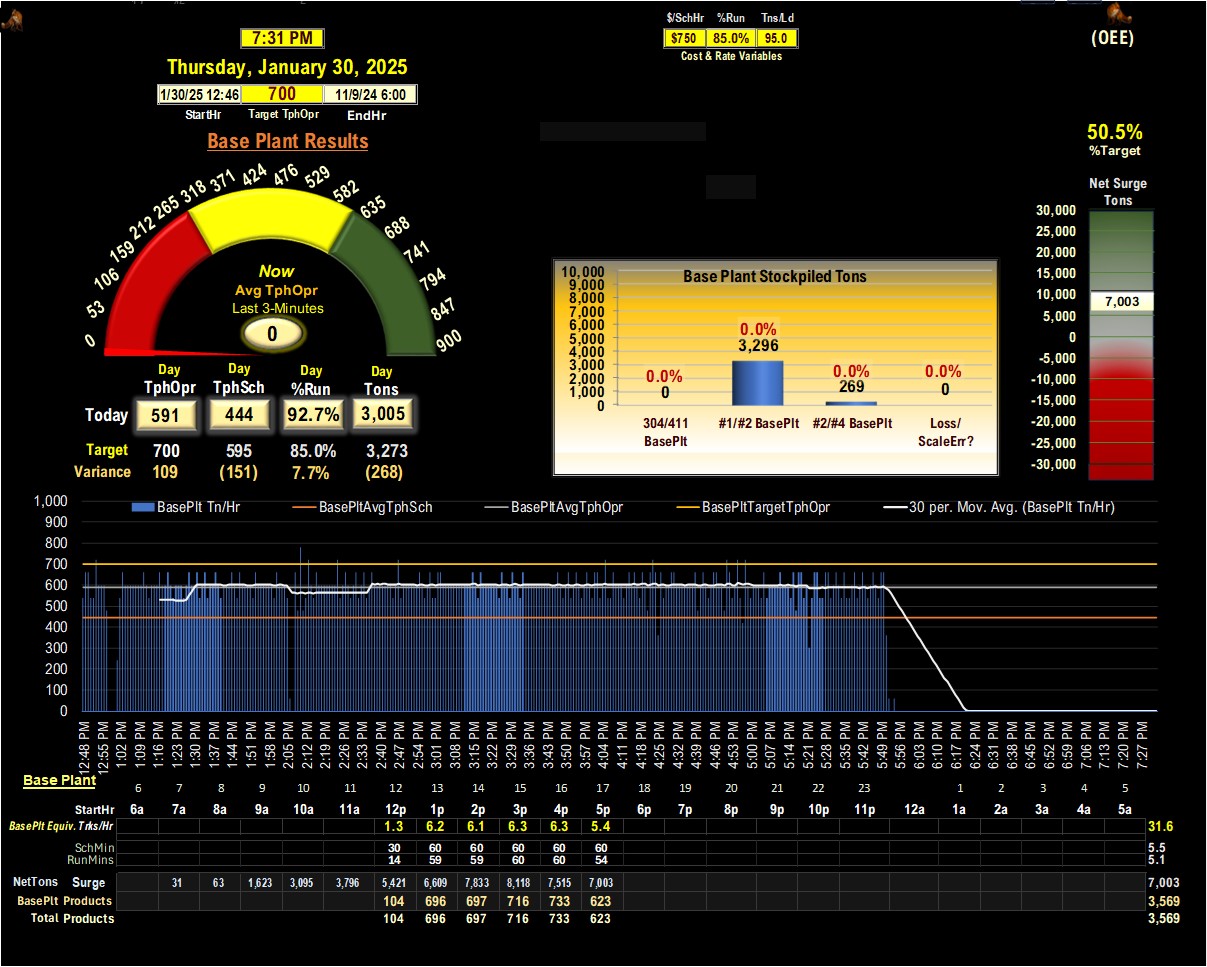 $/SchHr %Run Tns/Ld
7:31 PM
$750 85.0% 95.0
(OEE)
Cost & Rate Variables
Thursday, January 30, 2025
1/30/25 12:46 700 11/9/24 6:00
StartHr Target TphOpr EndHr
Base Plant Results
50.5%
%Target
Net Surge
Tons
0 53 106 159 212 265 318 371 424 476 529 582 635 688 741 794 847 900
Now
Avg TphOpr
Last 3-Minutes
0
30,000
25,000
20,000
15,000
10,000
5,000
0
-5,000
-10,000
-15,000
-20,000
-25,000
-30,000
7,003
Base Plant Stockpiled Tons
10,000
9,000
8,000
7,000
6,000
5,000
4,000
3,000
2,000
1,000
0
0.0% 0.0% 0.0% 0.0%
0 3,296 269 0
304/411 #1/#2 BasePlt #2/#4 BasePlt Loss/
BasePlt ScaleErr?
Day Day Day Day
TphOpr TphSch %Run Tons
Today 591 444 92.7% 3,005
Target 700 595 85.0% 3,273
Variance 109 (151) 7.7% (268)
BasePlt Tn/Hr BasePltAvgTphSch BasePltAvgTphOpr BasePltTargetTphOpr 30 per. Mov. Avg. (BasePlt Tn/Hr)
1,000
900
800
700
600
500
400
300
200
100
0
12:48 PM 12:55 PM 1:02 PM 1:09 PM 1:16 PM 1:23 PM 1:30 PM 1:37 PM 1:44 PM 1:51 PM 1:58 PM 2:05 PM 2:12 PM 2:19 PM 2:26 PM 2:33 PM 2:40 PM 2:47 PM 2:54 PM 3:01 PM 3:08 PM 3:15 PM 3:22 PM 3:29 PM 3:36 PM 3:43 PM 3:50 PM 3:57 PM 4:04 PM 4:11 PM 4:18 PM 4:25 PM 4:32 PM 4:39 PM 4:46 PM 4:53 PM 5:00 PM 5:07 PM 5:14 PM 5:21 PM 5:28 PM 5:35 PM 5:42 PM 5:49 PM 5:56 PM 6:03 PM 6:10 PM 6:17 PM 6:24 PM 6:31 PM 6:38 PM 6:45 PM 6:52 PM 6:59 PM 7:06 PM 7:13 PM 7:20 PM 7:27 PM
Base Plant
6 7 8 9 10 11 12 13 14 15 16 17 18 19 20 21 22 23 1 2 3 4 5
StartHr 6a 7a 8a 9a 10a 11a 12p 1p 2p 3p 4p 5p 6p 7p 8p 9p 10p 11p 12a 1a 2a 3a 4a 5a
BasePlt Equiv. Trks/Hr 1.3 6.2 6.1 6.3 6.3 5.4 31.6
SchMin 30 60 60 60 60 60 5.5
RunMins 14 59 59 60 60 54 5.1
NetTons Surge 31 63 1,623 3,095 3,796 5,421 6,609 7,833 8,118 7,515 7,003 7,003
BasePlt Products 104 696 697 716 733 623 3,569
Total Products 104 696 697 716 733 623 3,569